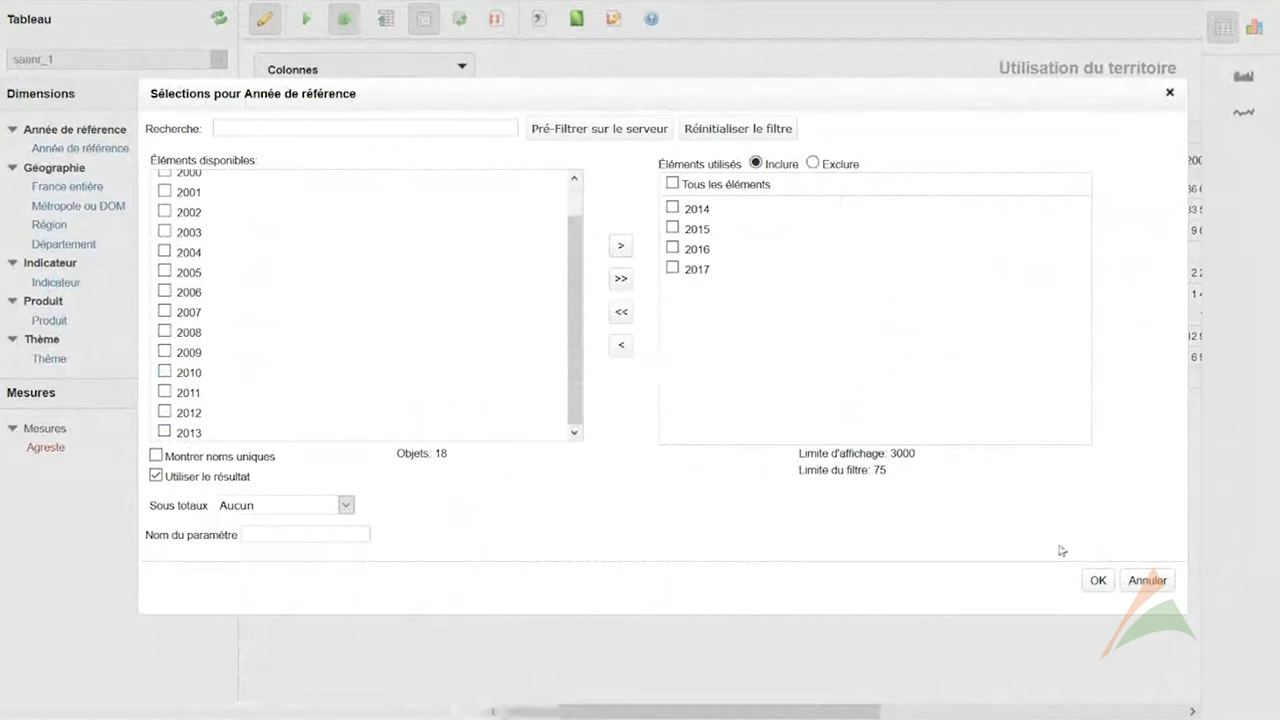 Tableau
saanr_1
Colonnes
Utilisation du territoire
Dimensions
Année de référence
Année de référence
Géographie
France entière
Métropole ou DOM
Région
Département
Indicateur
Indicateur
Produit
Produit
Thème
Thème
Mesures
Mesures
Agreste
Sélections pour Année de référence
×
Recherche:
Pré-Filtrer sur le serveur
Réinitialiser le filtre
Éléments disponibles:
2000
2001
2002
2003
2004
2005
2006
2007
2008
2009
2010
2011
2012
2013
>
>>
<<
<
Éléments utilisés
Inclure
Exclure
Tous les éléments
2014
2015
2016
2017
Montrer noms uniques
Objets: 18
Limite d'affichage: 3000
Utiliser le résultat
Limite du filtre: 75
Sous totaux
Aucun
Nom du paramètre
OK
Annuler